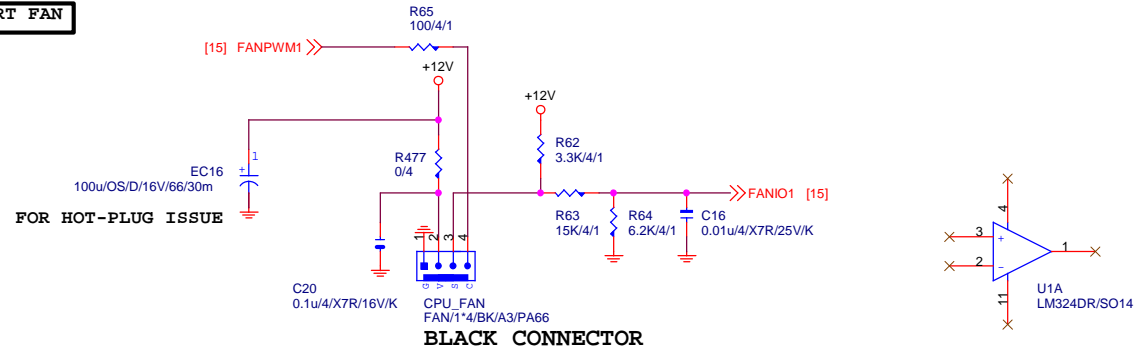 RT FAN
R65
100/4/1
[15] FANPWM1
+12V
+12V
R62
3.3K/4/1
R477
0/4
EC16
100u/OS/D/16V/66/30m
1
+
FOR HOT-PLUG ISSUE
FANIO1 [15]
R63
15K/4/1
R64
6.2K/4/1
C16
0.01u/4/X7R/25V/K
1 2 3 4
G V S C
C20
0.1u/4/X7R/16V/K
CPU_FAN
FAN/1*4/BK/A3/PA66
BLACK CONNECTOR
4
3
+
1
2
-
11
U1A
LM324DR/SO14